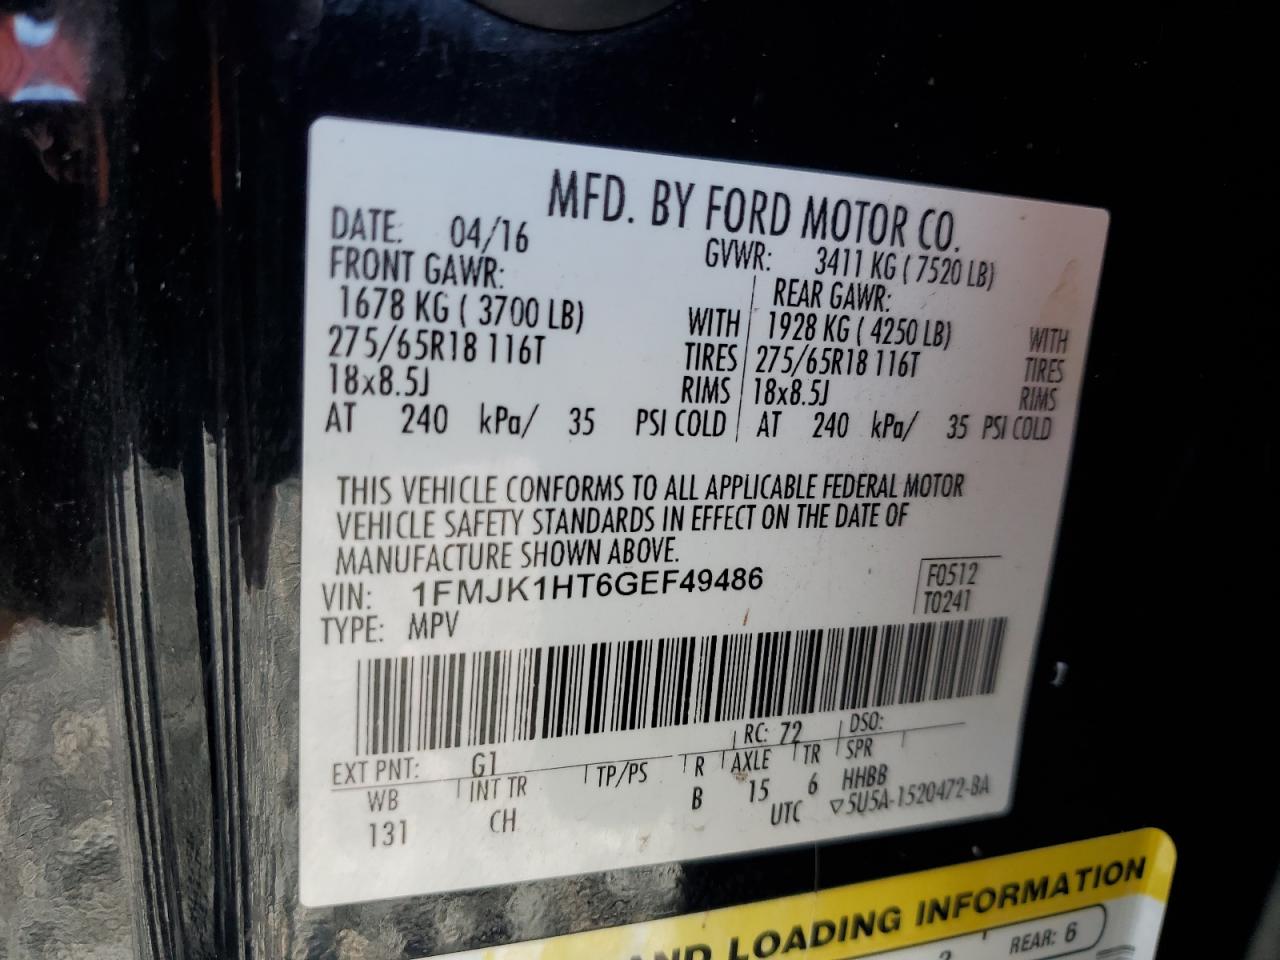 MFD. BY FORD MOTOR CO.
DATE: 04/16 GVWR: 3411 KG ( 7520 LB)
FRONT GAWR: REAR GAWR:
1678 KG ( 3700 LB) WITH 1928 KG ( 4250 LB) WITH
275/65R18 116T TIRES 275/65R18 116T TIRES
18x8.5J RIMS 18x8.5J RIMS
AT 240 kPa/ 35 PSI COLD AT 240 kPa/ 35 PSI COLD
THIS VEHICLE CONFORMS TO ALL APPLICABLE FEDERAL MOTOR
VEHICLE SAFETY STANDARDS IN EFFECT ON THE DATE OF
MANUFACTURE SHOWN ABOVE.
VIN: 1FMJK1HT6GEF49486 F0512
TYPE: MPV T0241
EXT PNT: G1 RC: 72 DSO:
WB INT TR TP/PS R AXLE TR SPR
131 CH B 15 6 HHBB
UTC ▽5U5A-1520472-BA
AND LOADING INFORMATION
REAR: 6